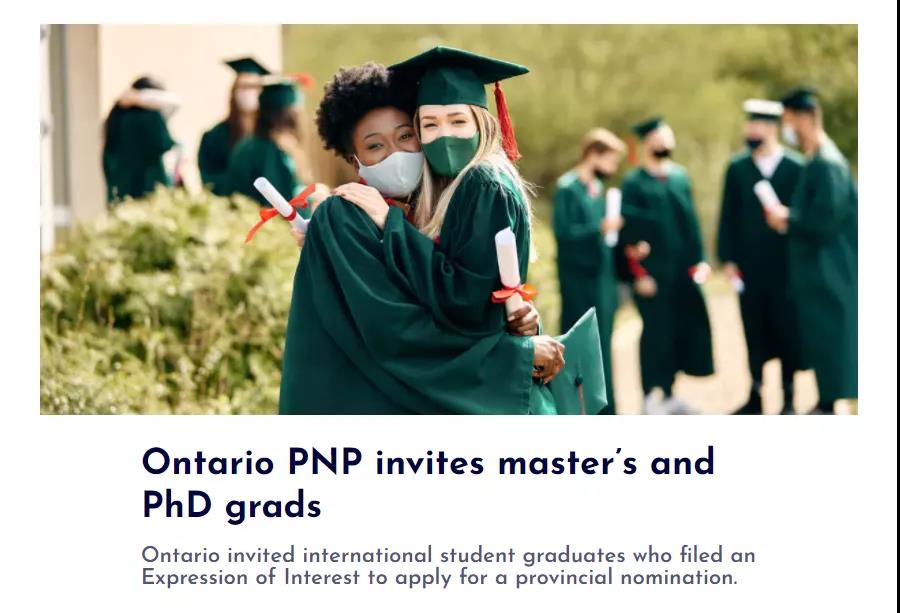 Ontario PNP invites master’s and
PhD grads
Ontario invited international student graduates who filed an
Expression of Interest to apply for a provincial nomination.